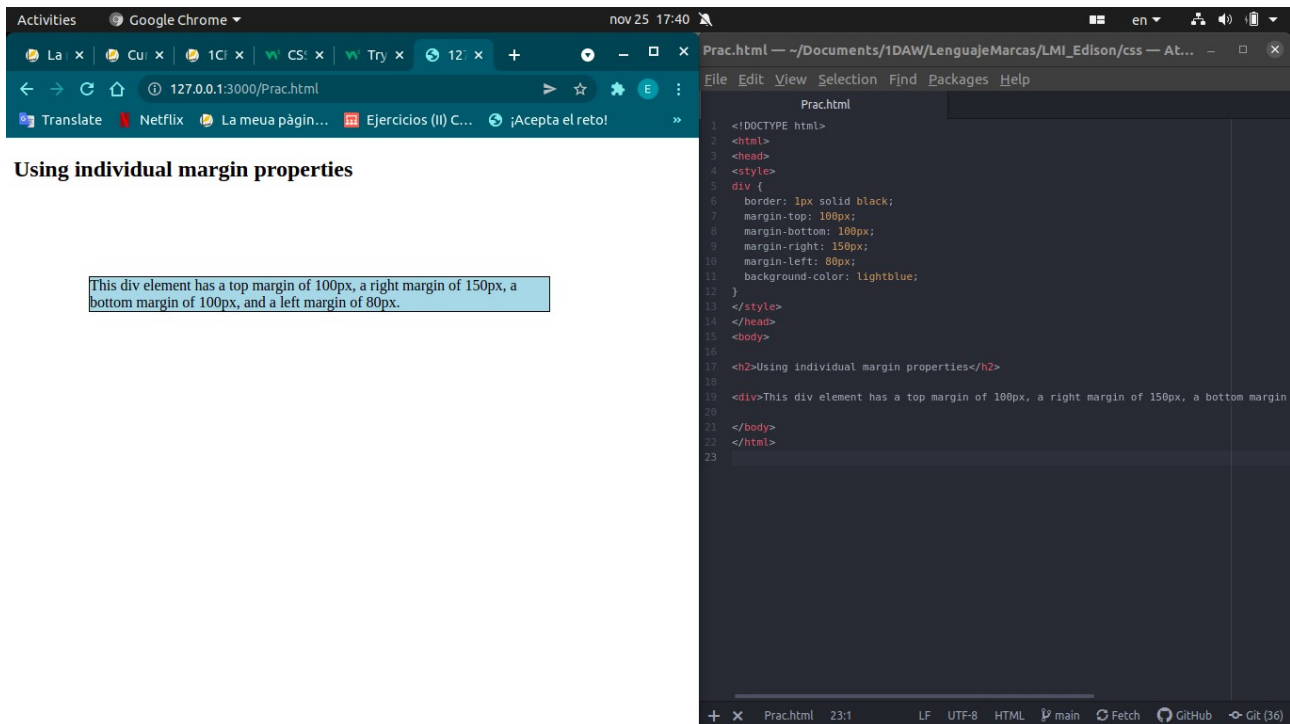 Activities Google Chrome nov 25 17:40 en
La Cu 1CF CSS Try 127
127.0.0.1:3000/Prac.html E
Translate Netflix La meua pàgin... Ejercicios (II) C... ¡Acepta el reto! »
Using individual margin properties
This div element has a top margin of 100px, a right margin of 150px, a
bottom margin of 100px, and a left margin of 80px.
Prac.html — ~/Documents/1DAW/LenguajeMarcas/LMI_Edison/css — At...
File Edit View Selection Find Packages Help
Prac.html
1 <!DOCTYPE html>
2 <html>
3 <head>
4 <style>
5 div {
6 border: 1px solid black;
7 margin-top: 100px;
8 margin-bottom: 100px;
9 margin-right: 150px;
10 margin-left: 80px;
11 background-color: lightblue;
12 }
13 </style>
14 </head>
15 <body>
16
17 <h2>Using individual margin properties</h2>
18
19 <div>This div element has a top margin of 100px, a right margin of 150px, a bottom margin
20
21 </body>
22 </html>
23
Prac.html 23:1 LF UTF-8 HTML main Fetch GitHub Git (36)